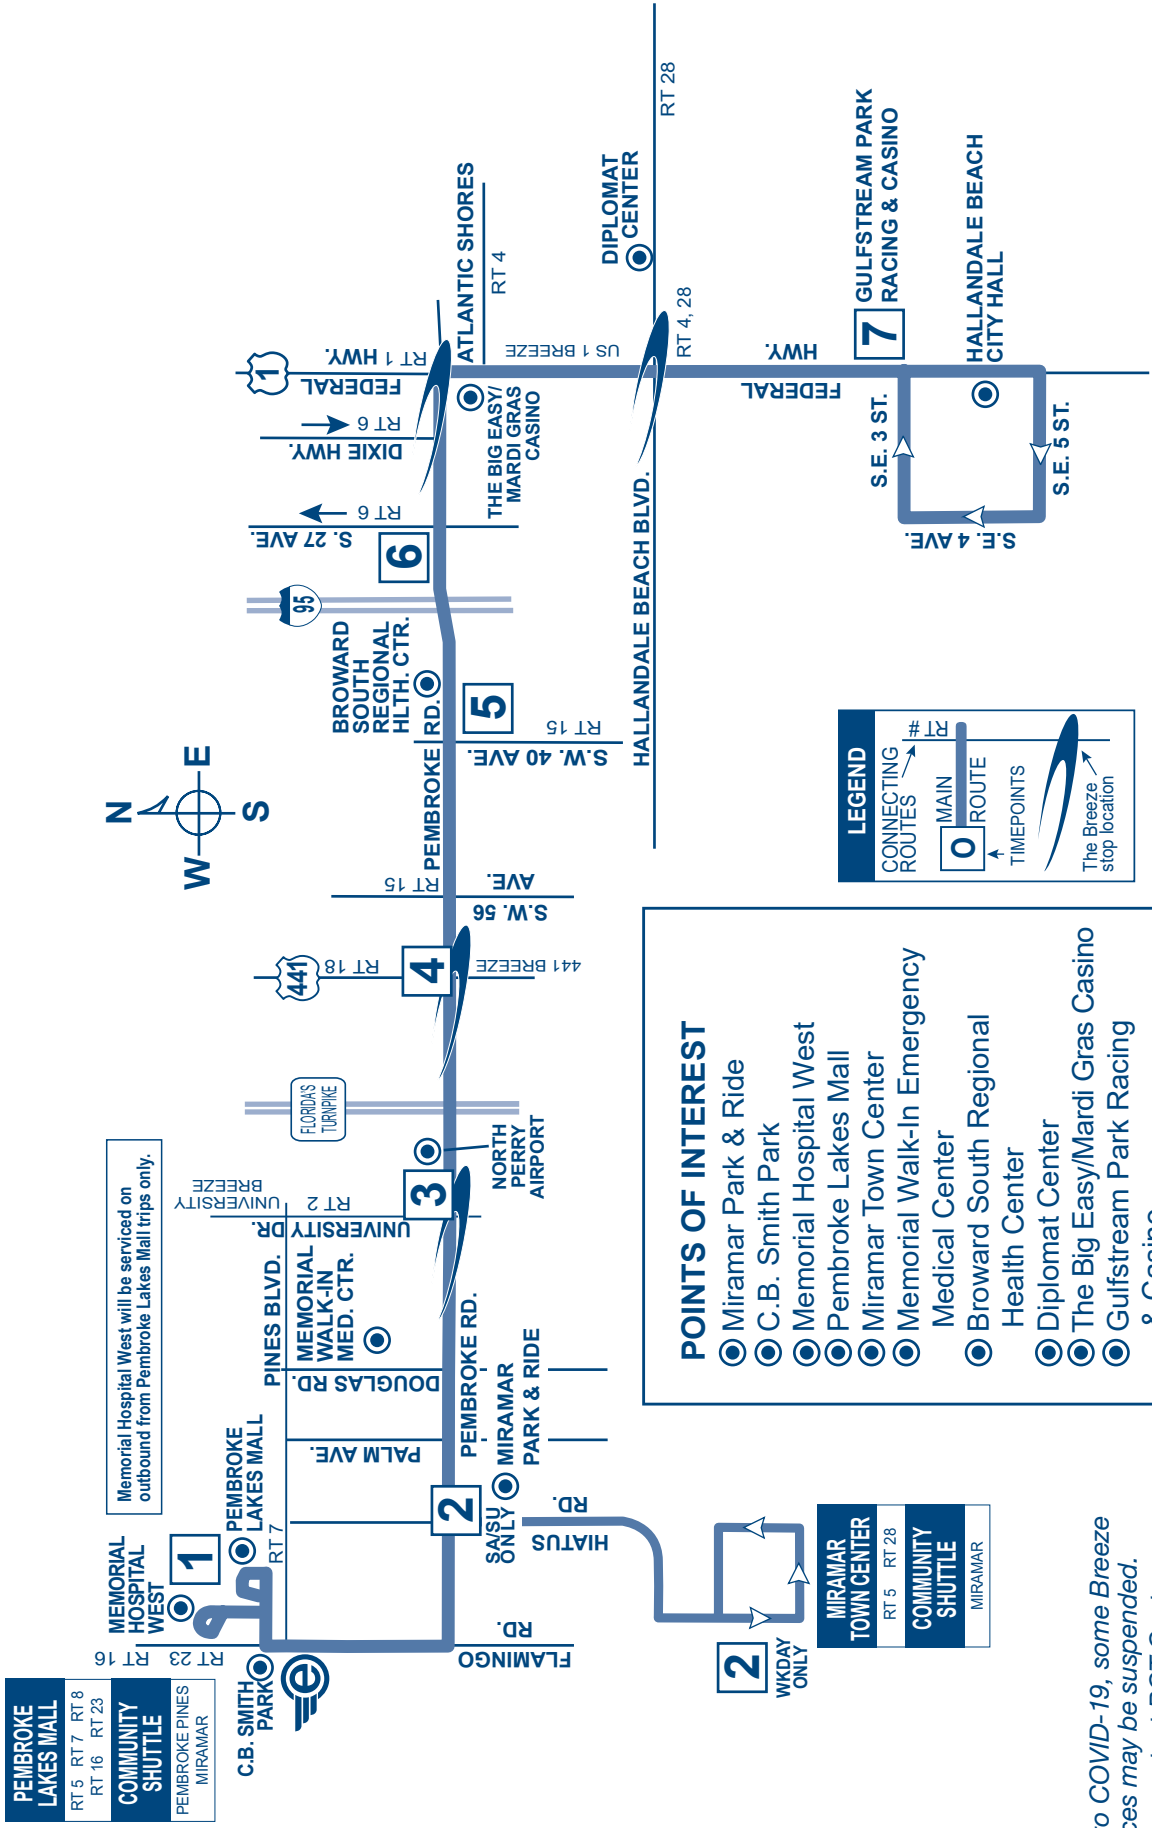 PEMBROKE
LAKES MALL
RT 5 RT 7 RT 8
RT 16 RT 23
COMMUNITY
SHUTTLE
PEMBROKE PINES
MIRAMAR
RT 16
RT 23
MEMORIAL
HOSPITAL
WEST
1
PEMBROKE
LAKES MALL
RT 7
C.B. SMITH
PARK
e
Memorial Hospital West will be serviced on
outbound from Pembroke Lakes Mall trips only.
FLAMINGO
RD.
2
SA/SU
ONLY
HIATUS
RD.
MIRAMAR
PARK & RIDE
PALM AVE.
PEMBROKE RD.
DOUGLAS RD.
PINES BLVD.
MEMORIAL
WALK-IN
MED. CTR.
UNIVERSITY DR.
RT 2
UNIVERSITY
BREEZE
3
NORTH
PERRY
AIRPORT
FLORIDA'S
TURNPIKE
441
RT 18
4
441 BREEZE
S.W. 56
AVE.
RT 15
N
W
E
S
PEMBROKE RD.
5
S.W. 40 AVE.
RT 15
BROWARD
SOUTH
REGIONAL
HLTH. CTR.
95
6
S. 27 AVE.
RT 6
DIXIE HWY.
RT 6
1
FEDERAL
HWY.
RT 1
THE BIG EASY/
MARDI GRAS
CASINO
ATLANTIC SHORES
RT 4
US 1 BREEZE
HALLANDALE BEACH BLVD.
DIPLOMAT
CENTER
RT 28
RT 4, 28
FEDERAL
HWY.
7
GULFSTREAM PARK
RACING & CASINO
S.E. 3 ST.
S.E. 4 AVE.
S.E. 5 ST.
HALLANDALE BEACH
CITY HALL
2
WKDAY
ONLY
MIRAMAR
TOWN CENTER
RT 5 RT 28
COMMUNITY
SHUTTLE
MIRAMAR
POINTS OF INTEREST
Miramar Park & Ride
C.B. Smith Park
Memorial Hospital West
Pembroke Lakes Mall
Miramar Town Center
Memorial Walk-In Emergency
Medical Center
Broward South Regional
Health Center
Diplomat Center
The Big Easy/Mardi Gras Casino
Gulfstream Park Racing
& Casino
LEGEND
CONNECTING
ROUTES
RT #
O
MAIN
ROUTE
TIMEPOINTS
The Breeze
stop location
COVID-19, some Breeze
may be suspended.